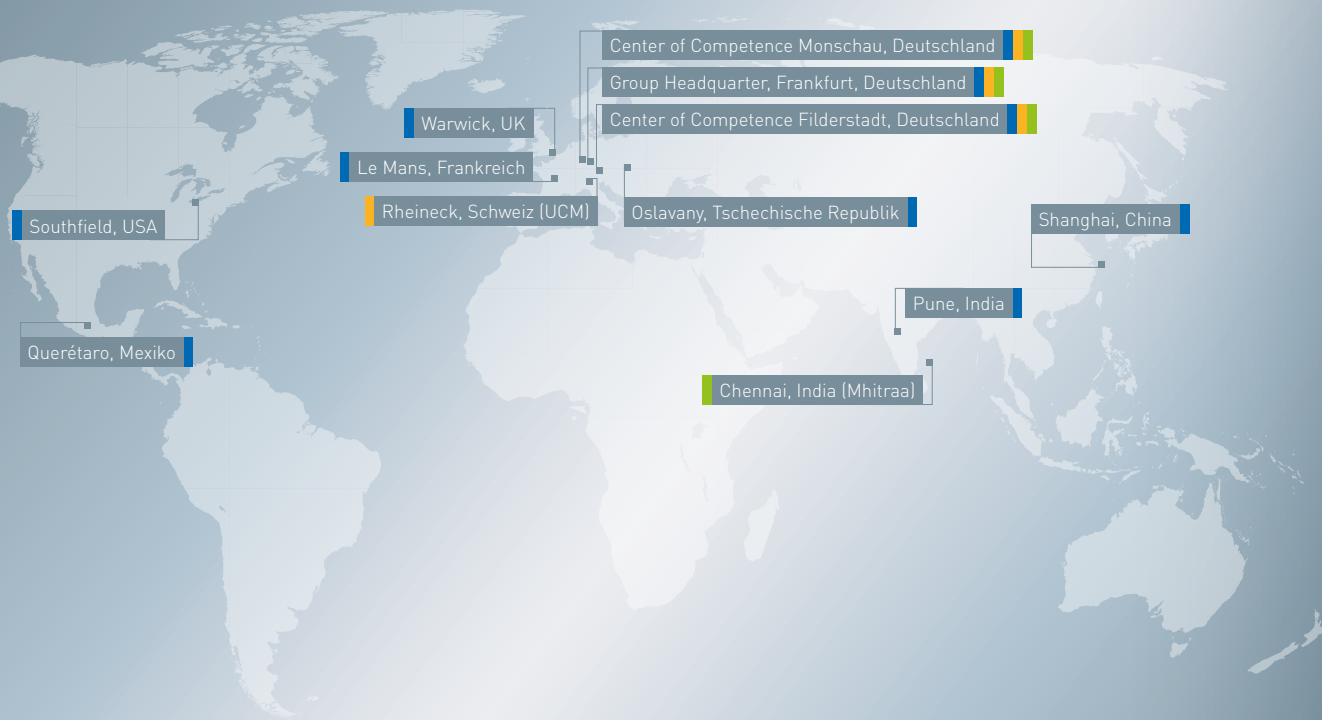 Center of Competence Monschau, Deutschland
Group Headquarter, Frankfurt, Deutschland
Center of Competence Filderstadt, Deutschland
Warwick, UK
Le Mans, Frankreich
Rheineck, Schweiz (UCM)
Oslavany, Tschechische Republik
Shanghai, China
Southfield, USA
Pune, India
Querétaro, Mexiko
Chennai, India (Mhitraa)